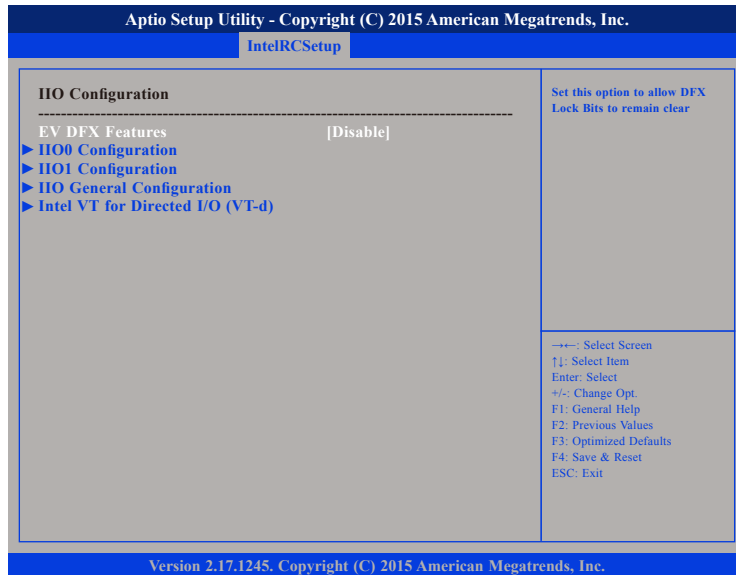 Aptio Setup Utility - Copyright (C) 2015 American Megatrends, Inc.
IntelRCSetup
IIO Configuration
--------------------------------------------------------------------------------
EV DFX Features [Disable]
► IIO0 Configuration
► IIO1 Configuration
► IIO General Configuration
► Intel VT for Directed I/O (VT-d)
Set this option to allow DFX
Lock Bits to remain clear
→←: Select Screen
↑↓: Select Item
Enter: Select
+/-: Change Opt.
F1: General Help
F2: Previous Values
F3: Optimized Defaults
F4: Save & Reset
ESC: Exit
Version 2.17.1245. Copyright (C) 2015 American Megatrends, Inc.